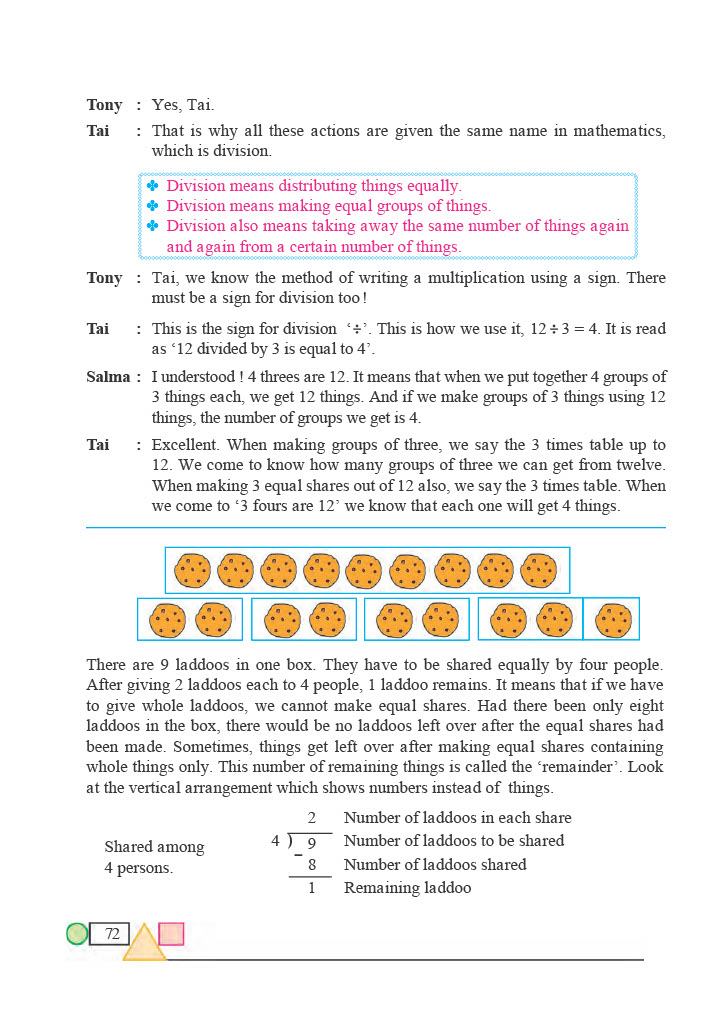 Tony : Yes, Tai.
Tai : That is why all these actions are given the same name in mathematics,
which is division.
❖ Division means distributing things equally.
❖ Division means making equal groups of things.
❖ Division also means taking away the same number of things again
and again from a certain number of things.
Tony : Tai, we know the method of writing a multiplication using a sign. There
must be a sign for division too !
Tai : This is the sign for division ‘÷’. This is how we use it, 12 ÷ 3 = 4. It is read
as ‘12 divided by 3 is equal to 4’.
Salma : I understood ! 4 threes are 12. It means that when we put together 4 groups of
3 things each, we get 12 things. And if we make groups of 3 things using 12
things, the number of groups we get is 4.
Tai : Excellent. When making groups of three, we say the 3 times table up to
12. We come to know how many groups of three we can get from twelve.
When making 3 equal shares out of 12 also, we say the 3 times table. When
we come to ‘3 fours are 12’ we know that each one will get 4 things.
There are 9 laddoos in one box. They have to be shared equally by four people.
After giving 2 laddoos each to 4 people, 1 laddoo remains. It means that if we have
to give whole laddoos, we cannot make equal shares. Had there been only eight
laddoos in the box, there would be no laddoos left over after the equal shares had
been made. Sometimes, things get left over after making equal shares containing
whole things only. This number of remaining things is called the ‘remainder’. Look
at the vertical arrangement which shows numbers instead of things.
2 Number of laddoos in each share
4 ) 9 Number of laddoos to be shared
Shared among
4 persons.
− 8 Number of laddoos shared
1 Remaining laddoo
72